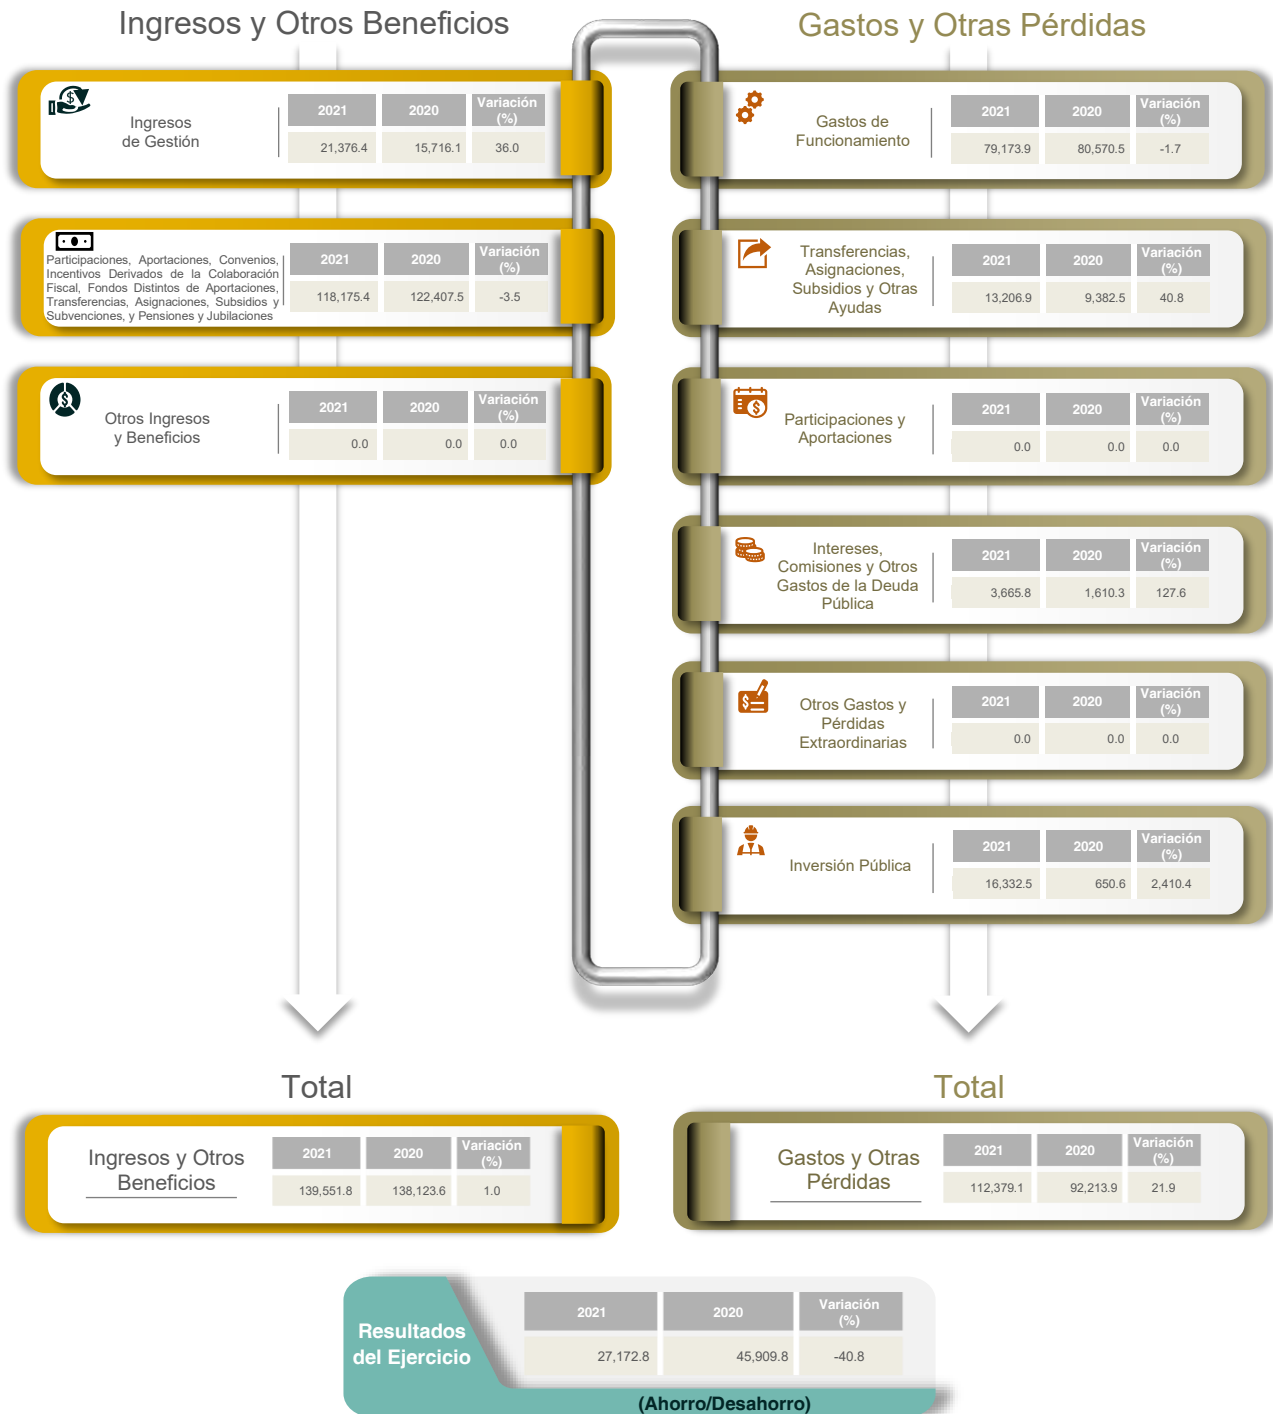 Ingresos y Otros Beneficios
Ingresos
de Gestión
2021 2020 Variación (%)
21,376.4 15,716.1 36.0
Participaciones, Aportaciones, Convenios,
Incentivos Derivados de la Colaboración
Fiscal, Fondos Distintos de Aportaciones,
Transferencias, Asignaciones, Subsidios y
Subvenciones, y Pensiones y Jubilaciones
2021 2020 Variación (%)
118,175.4 122,407.5 -3.5
Otros Ingresos
y Beneficios
2021 2020 Variación (%)
0.0 0.0 0.0
Gastos y Otras Pérdidas
Gastos de
Funcionamiento
2021 2020 Variación (%)
79,173.9 80,570.5 -1.7
Transferencias,
Asignaciones,
Subsidios y Otras
Ayudas
2021 2020 Variación (%)
13,206.9 9,382.5 40.8
Participaciones y
Aportaciones
2021 2020 Variación (%)
0.0 0.0 0.0
Intereses,
Comisiones y Otros
Gastos de la Deuda
Pública
2021 2020 Variación (%)
3,665.8 1,610.3 127.6
Otros Gastos y
Pérdidas
Extraordinarias
2021 2020 Variación (%)
0.0 0.0 0.0
Inversión Pública
2021 2020 Variación (%)
16,332.5 650.6 2,410.4
Total
Ingresos y Otros
Beneficios
2021 2020 Variación (%)
139,551.8 138,123.6 1.0
Total
Gastos y Otras
Pérdidas
2021 2020 Variación (%)
112,379.1 92,213.9 21.9
Resultados
del Ejercicio
2021 2020 Variación (%)
27,172.8 45,909.8 -40.8
(Ahorro/Desahorro)